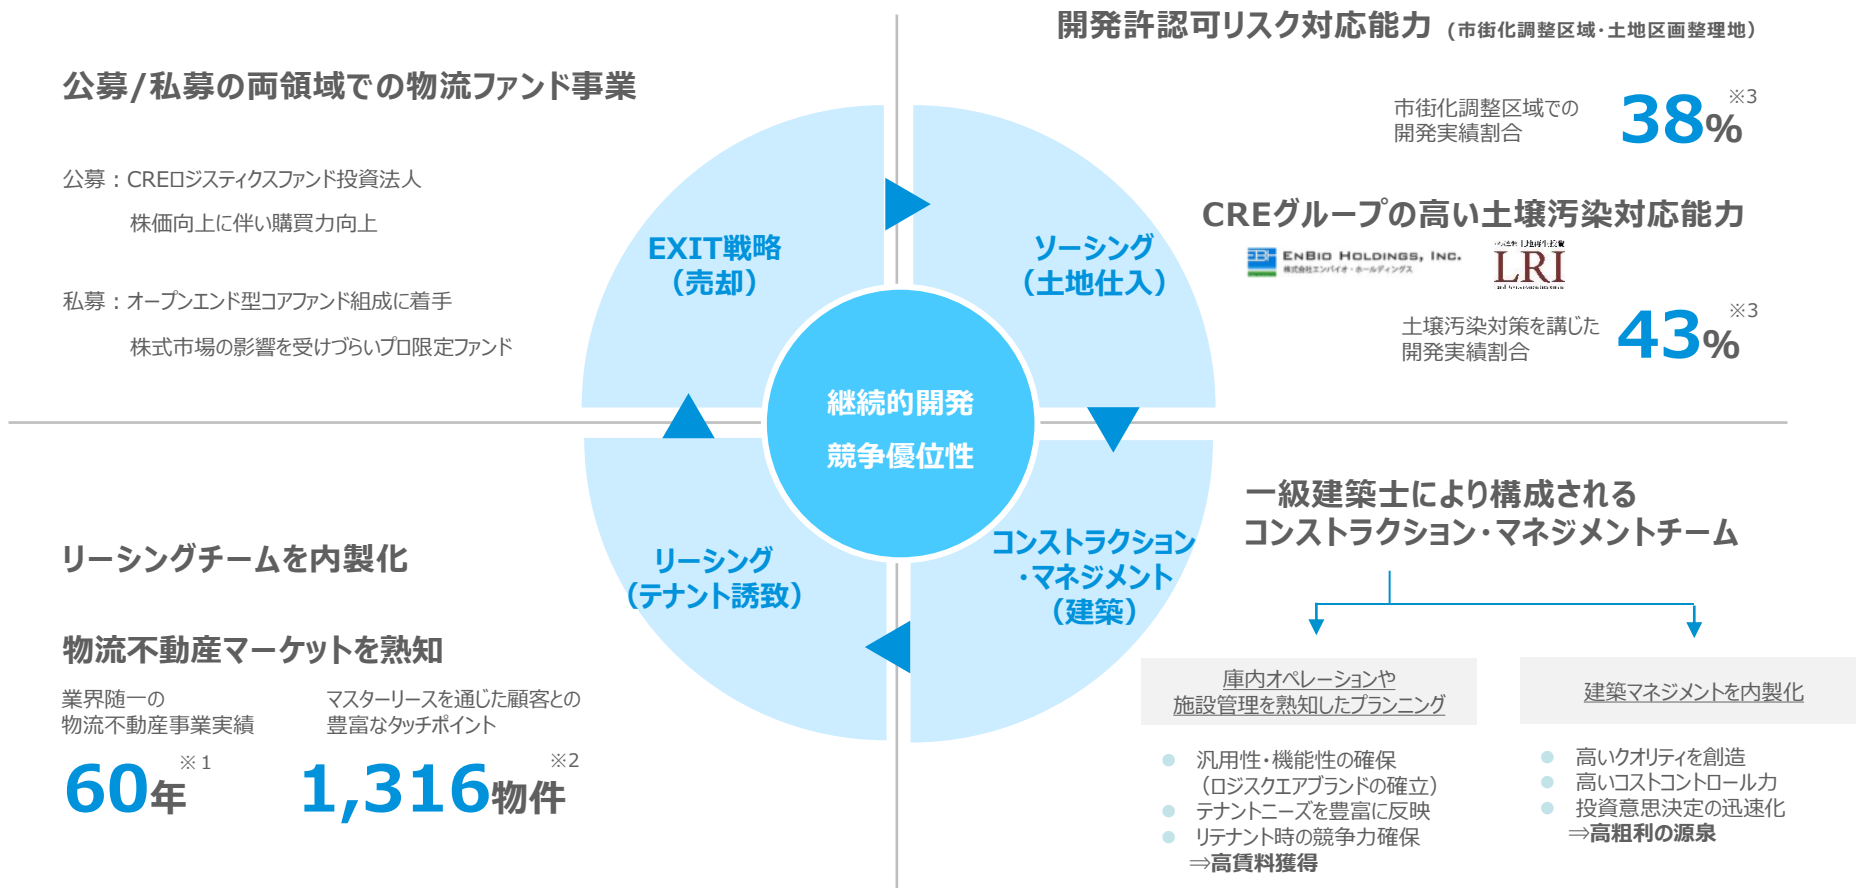 公募/私募の両領域での物流ファンド事業
公募：CREロジスティクスファンド投資法人
株価向上に伴い購買力向上
私募：オープンエンド型コアファンド組成に着手
株式市場の影響を受けづらいプロ限定ファンド
開発許認可リスク対応能力 (市街化調整区域・土地区画整理地)
市街化調整区域での
開発実績割合
38% ※3
CREグループの高い土壌汚染対応能力
ENBIO HOLDINGS, INC.
株式会社エンバイオ・ホールディングス
LRI
土壌汚染対策を講じた
開発実績割合
43% ※3
EXIT戦略
（売却）
ソーシング
（土地仕入）
継続的開発
競争優位性
リーシング
（テナント誘致）
コンストラクション
・マネジメント
（建築）
リーシングチームを内製化
物流不動産マーケットを熟知
業界随一の
物流不動産事業実績
60年 ※1
マスターリースを通じた顧客との
豊富なタッチポイント
1,316物件 ※2
一級建築士により構成される
コンストラクション・マネジメントチーム
庫内オペレーションや
施設管理を熟知したプランニング
● 汎用性・機能性の確保
（ロジスクエアブランドの確立）
● テナントニーズを豊富に反映
● リテナント時の競争力確保
⇒高賃料獲得
建築マネジメントを内製化
● 高いクオリティを創造
● 高いコストコントロール力
● 投資意思決定の迅速化
⇒高粗利の源泉